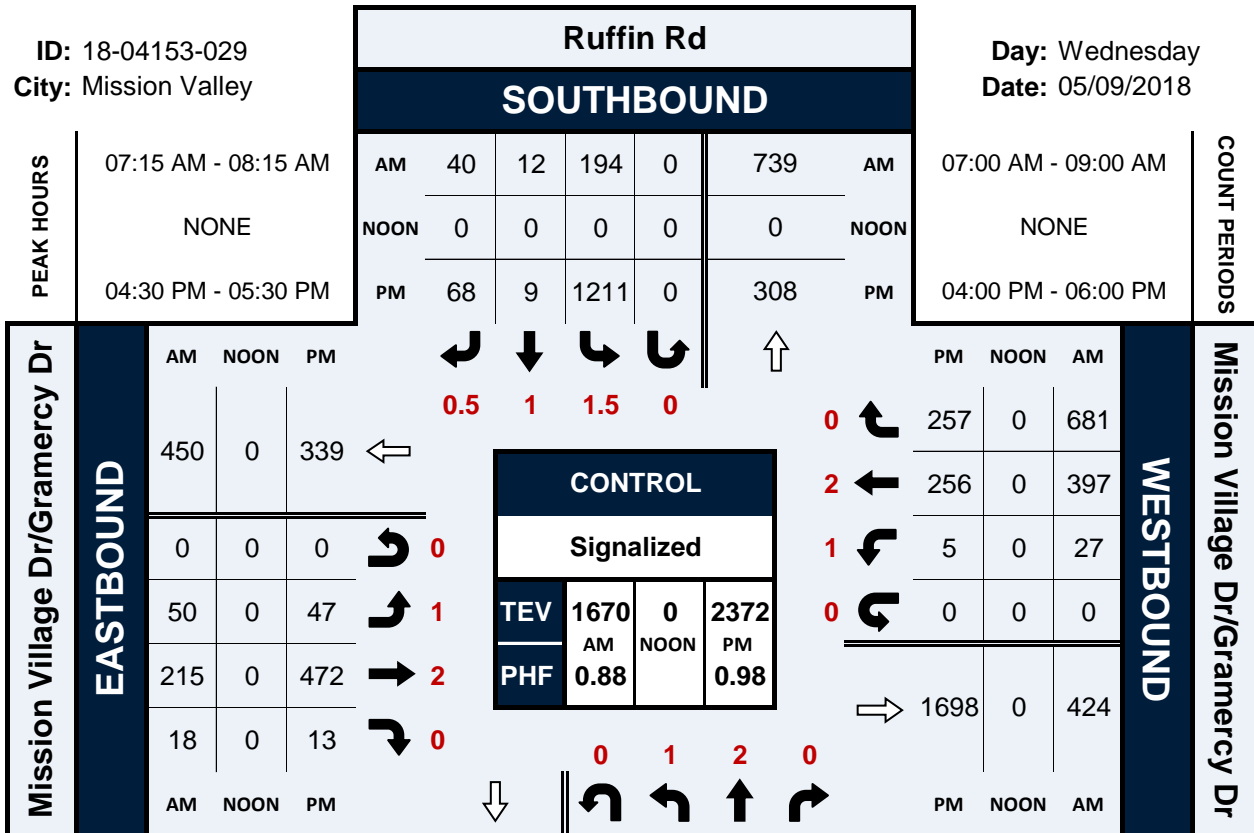 ID: 18-04153-029
City: Mission Valley
Ruffin Rd
SOUTHBOUND
Day: Wednesday
Date: 05/09/2018
PEAK HOURS
07:15 AM - 08:15 AM
NONE
04:30 PM - 05:30 PM
AM 40 12 194 0 739 AM
NOON 0 0 0 0 0 NOON
PM 68 9 1211 0 308 PM
07:00 AM - 09:00 AM
NONE
04:00 PM - 06:00 PM
COUNT PERIODS
0.5 1 1.5 0
Mission Village Dr/Gramercy Dr
EASTBOUND
AM NOON PM
450 0 339
0 0 0 0
50 0 47 1
215 0 472 2
18 0 13 0
AM NOON PM
CONTROL
Signalized
TEV 1670 0 2372
AM NOON PM
PHF 0.88 0.98
PM NOON AM
0 257 0 681
2 256 0 397
1 5 0 27
0 0 0 0
1698 0 424
PM NOON AM
WESTBOUND
Mission Village Dr/Gramercy Dr
0 1 2 0